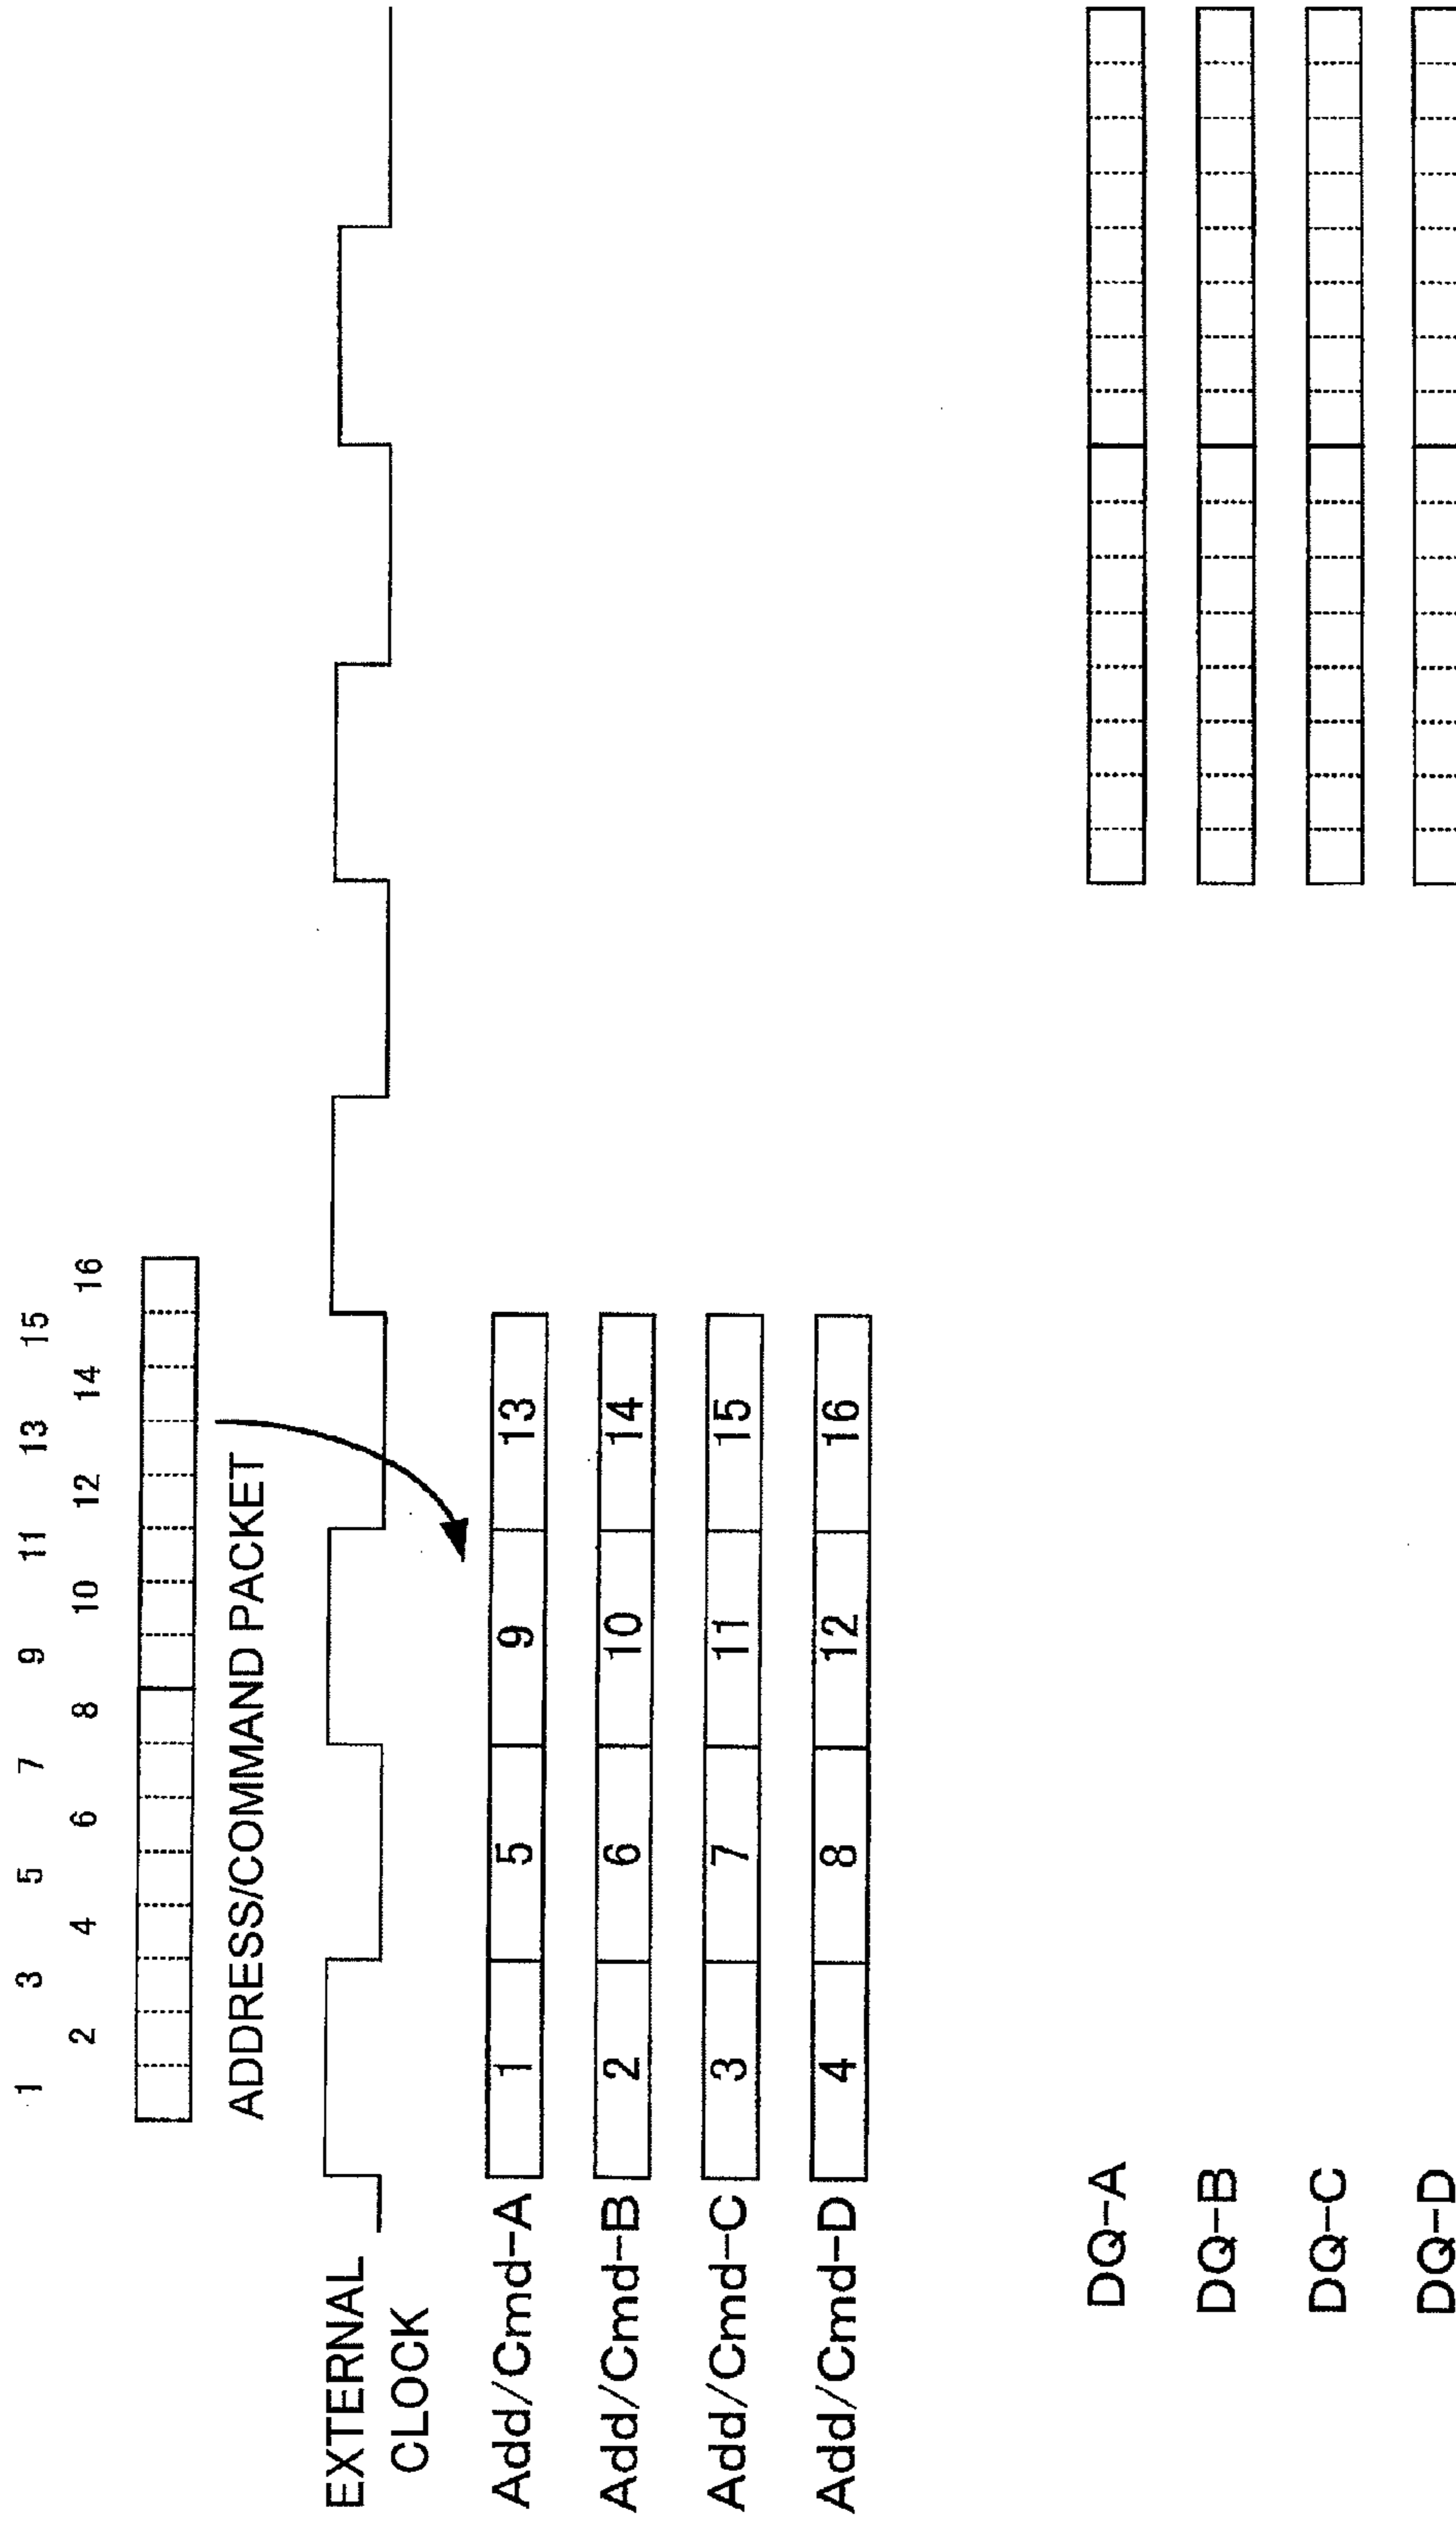 1 2 3 4 5 6 7 8 9 10 11 12 13 14 15 16
ADDRESS/COMMAND PACKET
EXTERNAL
CLOCK
Add/Cmd-A 1 5 9 13
Add/Cmd-B 2 6 10 14
Add/Cmd-C 3 7 11 15
Add/Cmd-D 4 8 12 16
DQ-A
DQ-B
DQ-C
DQ-D